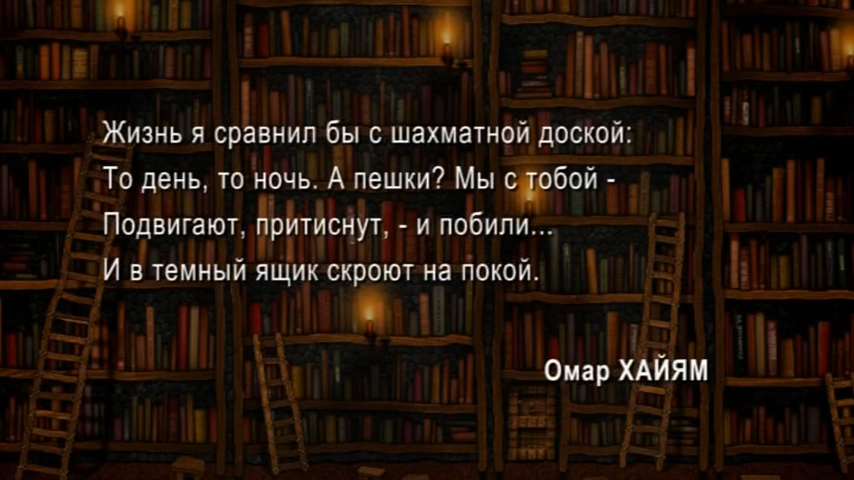 Жизнь я сравнил бы с шахматной доской:
То день, то ночь. А пешки? Мы с тобой -
Подвигают, притиснут, - и побили...
И в темный ящик скроют на покой.
Омар ХАЙЯМ